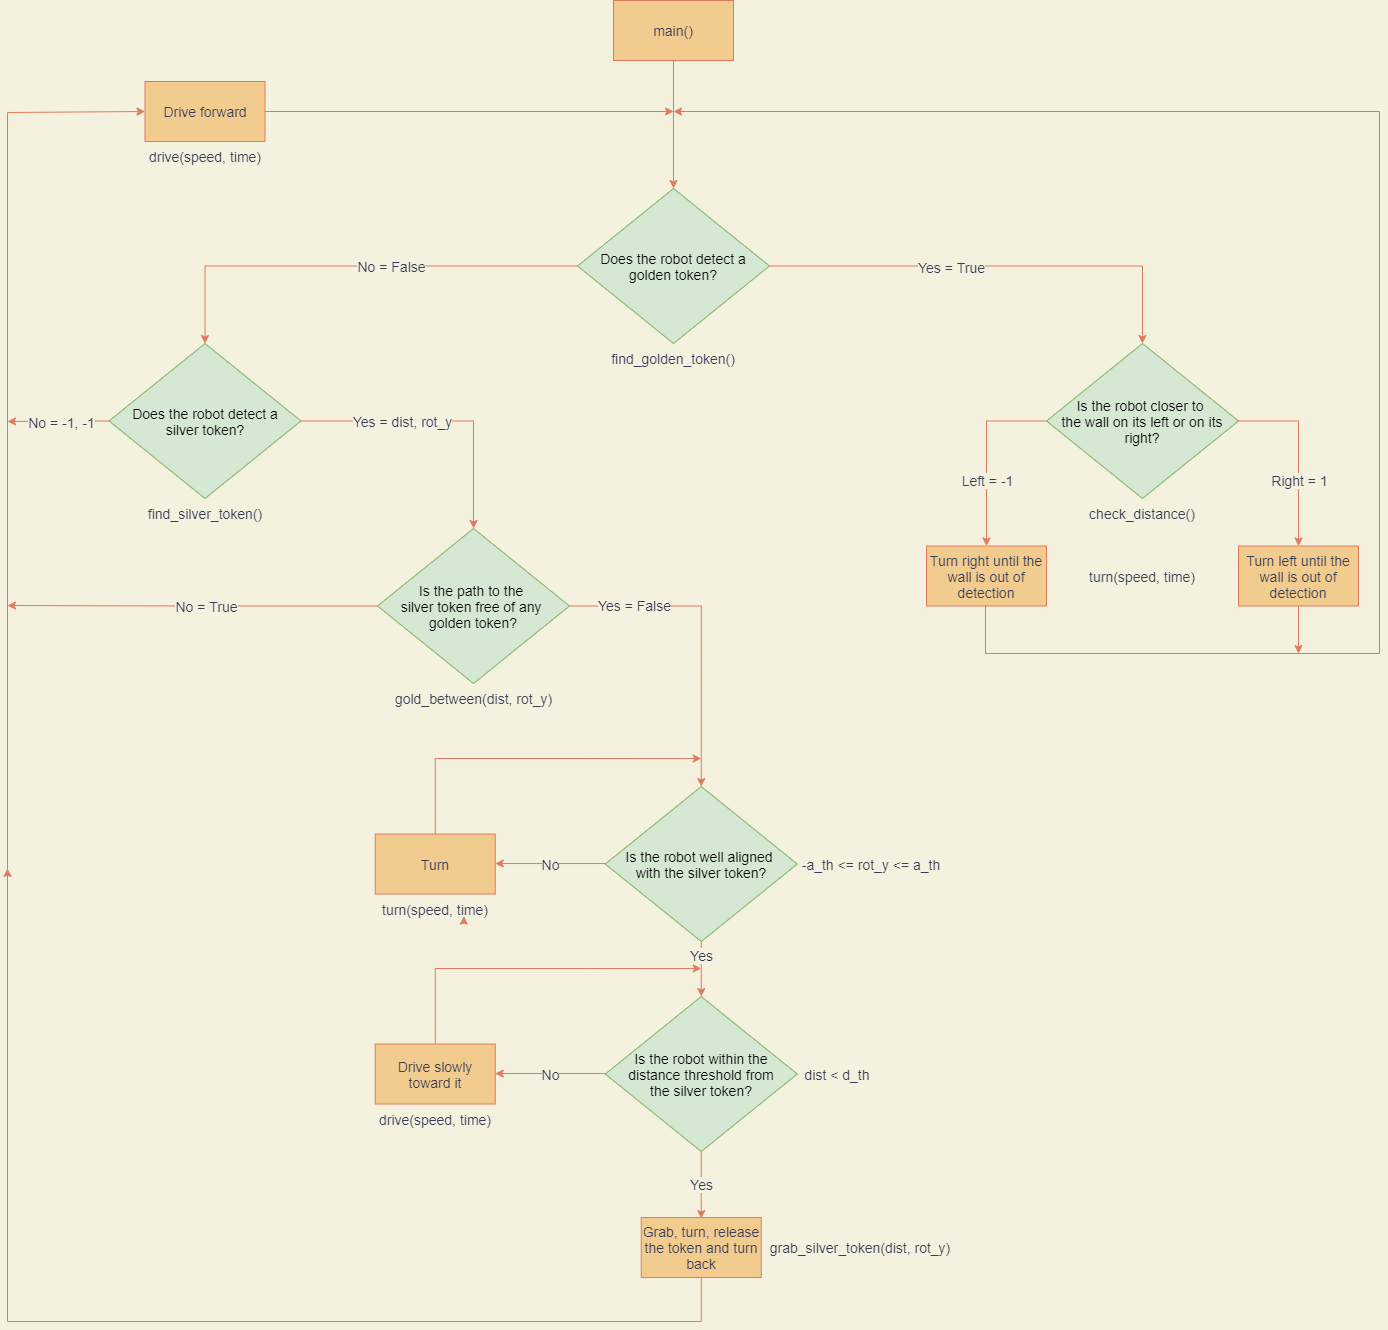 main()
Drive forward
drive(speed, time)
Does the robot detect a
golden token?
No = False
Yes = True
find_golden_token()
Does the robot detect a
silver token?
No = -1, -1
Yes = dist, rot_y
find_silver_token()
Is the robot closer to
the wall on its left or on its
right?
Left = -1
Right = 1
check_distance()
Turn right until the
wall is out of
detection
turn(speed, time)
Turn left until the
wall is out of
detection
Is the path to the
silver token free of any
golden token?
No = True
Yes = False
gold_between(dist, rot_y)
Turn
turn(speed, time)
No
Is the robot well aligned
with the silver token?
-a_th <= rot_y <= a_th
Yes
Drive slowly
toward it
drive(speed, time)
No
Is the robot within the
distance threshold from
the silver token?
dist < d_th
Yes
Grab, turn, release
the token and turn
back
grab_silver_token(dist, rot_y)